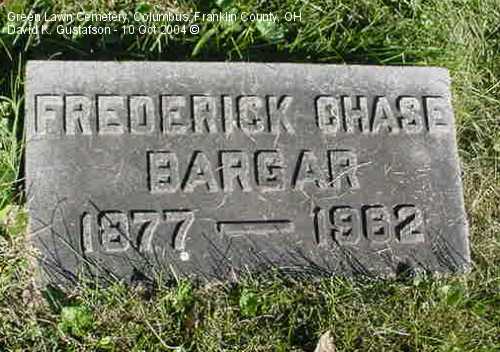 Green Lawn Cemetery, Columbus, Franklin County, OH
David K. Gustafson - 10 Oct 2004 ©
FREDERICK CHASE
BARGAR
1877 — 1962